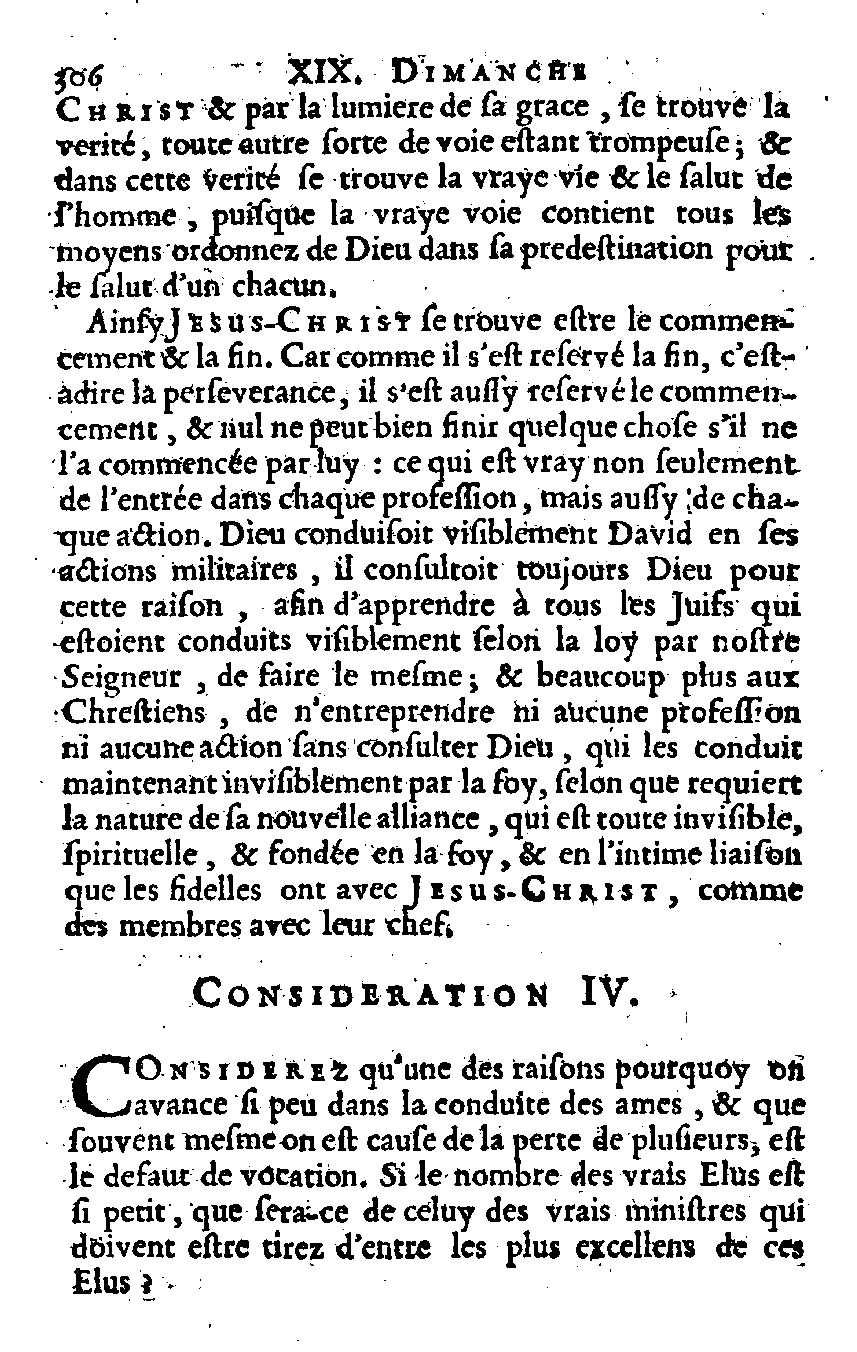 306 XIX. DIMANCHE
CHRIST & par la lumiere de ſa grace, ſe trouve la
verité, toute autre ſorte de voie eſtant trompeuſe; &
dans cette verité ſe trouve la vraye vie & le ſalut de
l'homme, puiſque la vraye voie contient tous les
moyens ordonnez de Dieu dans ſa predeſtination pour
le ſalut d'un chacun.
Ainſy JESUS-CHRIST ſe trouve eſtre le commen-
cement & la fin. Car comme il s'eſt reſervé la fin, c'eſt-
àdire la perſeverance, il s'eſt auſſy reſervé le commen-
cement, & nul ne peut bien finir quelque choſe s'il ne
l'a commencée par luy : ce qui eſt vray non ſeulement
de l'entrée dans chaque profeſſion, mais auſſy de cha-
que action. Dieu conduiſoit viſiblement David en ſes
actions militaires, il conſultoit toujours Dieu pour
cette raiſon, afin d'apprendre à tous les Juifs qui
eſtoient conduits viſiblement ſelon la loy par noſtre
Seigneur, de faire le meſme; & beaucoup plus aux
Chreſtiens, de n'entreprendre ni aucune profeſſion
ni aucune action ſans conſulter Dieu, qui les conduit
maintenant inviſiblement par la foy, ſelon que requiert
la nature de ſa nouvelle alliance, qui eſt toute inviſible,
ſpirituelle, & fondée en la foy, & en l'intime liaiſon
que les fidelles ont avec JESUS-CHRIST, comme
des membres avec leur chef.
CONSIDERATION IV.
CONSIDEREZ qu'une des raiſons pourquoy on
avance ſi peu dans la conduite des ames, & que
ſouvent meſme on eſt cauſe de la perte de pluſieurs, eſt
le defaut de vocation. Si le nombre des vrais Elus eſt
ſi petit, que ſera-ce de celuy des vrais miniſtres qui
doivent eſtre tirez d'entre les plus excellens de ces
Elus ?